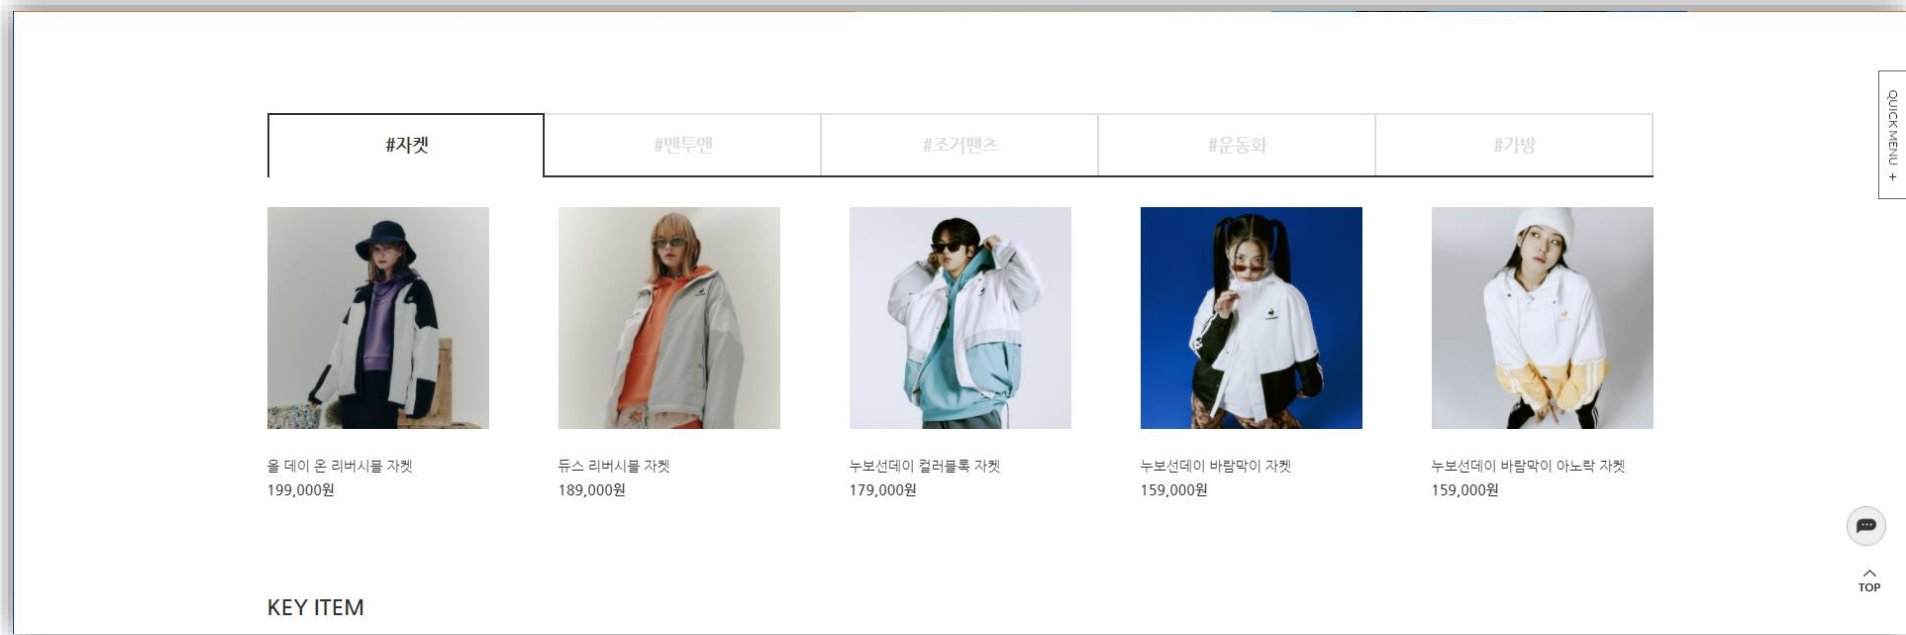 QUICK MENU +
#자켓
#맨투맨
#조거팬츠
#운동화
#가방
올 데이 온 리버시블 자켓
199,000원
듀스 리버시블 자켓
189,000원
누보선데이 컬러블록 자켓
179,000원
누보선데이 바람막이 자켓
159,000원
누보선데이 바람막이 아노락 자켓
159,000원
TOP
KEY ITEM